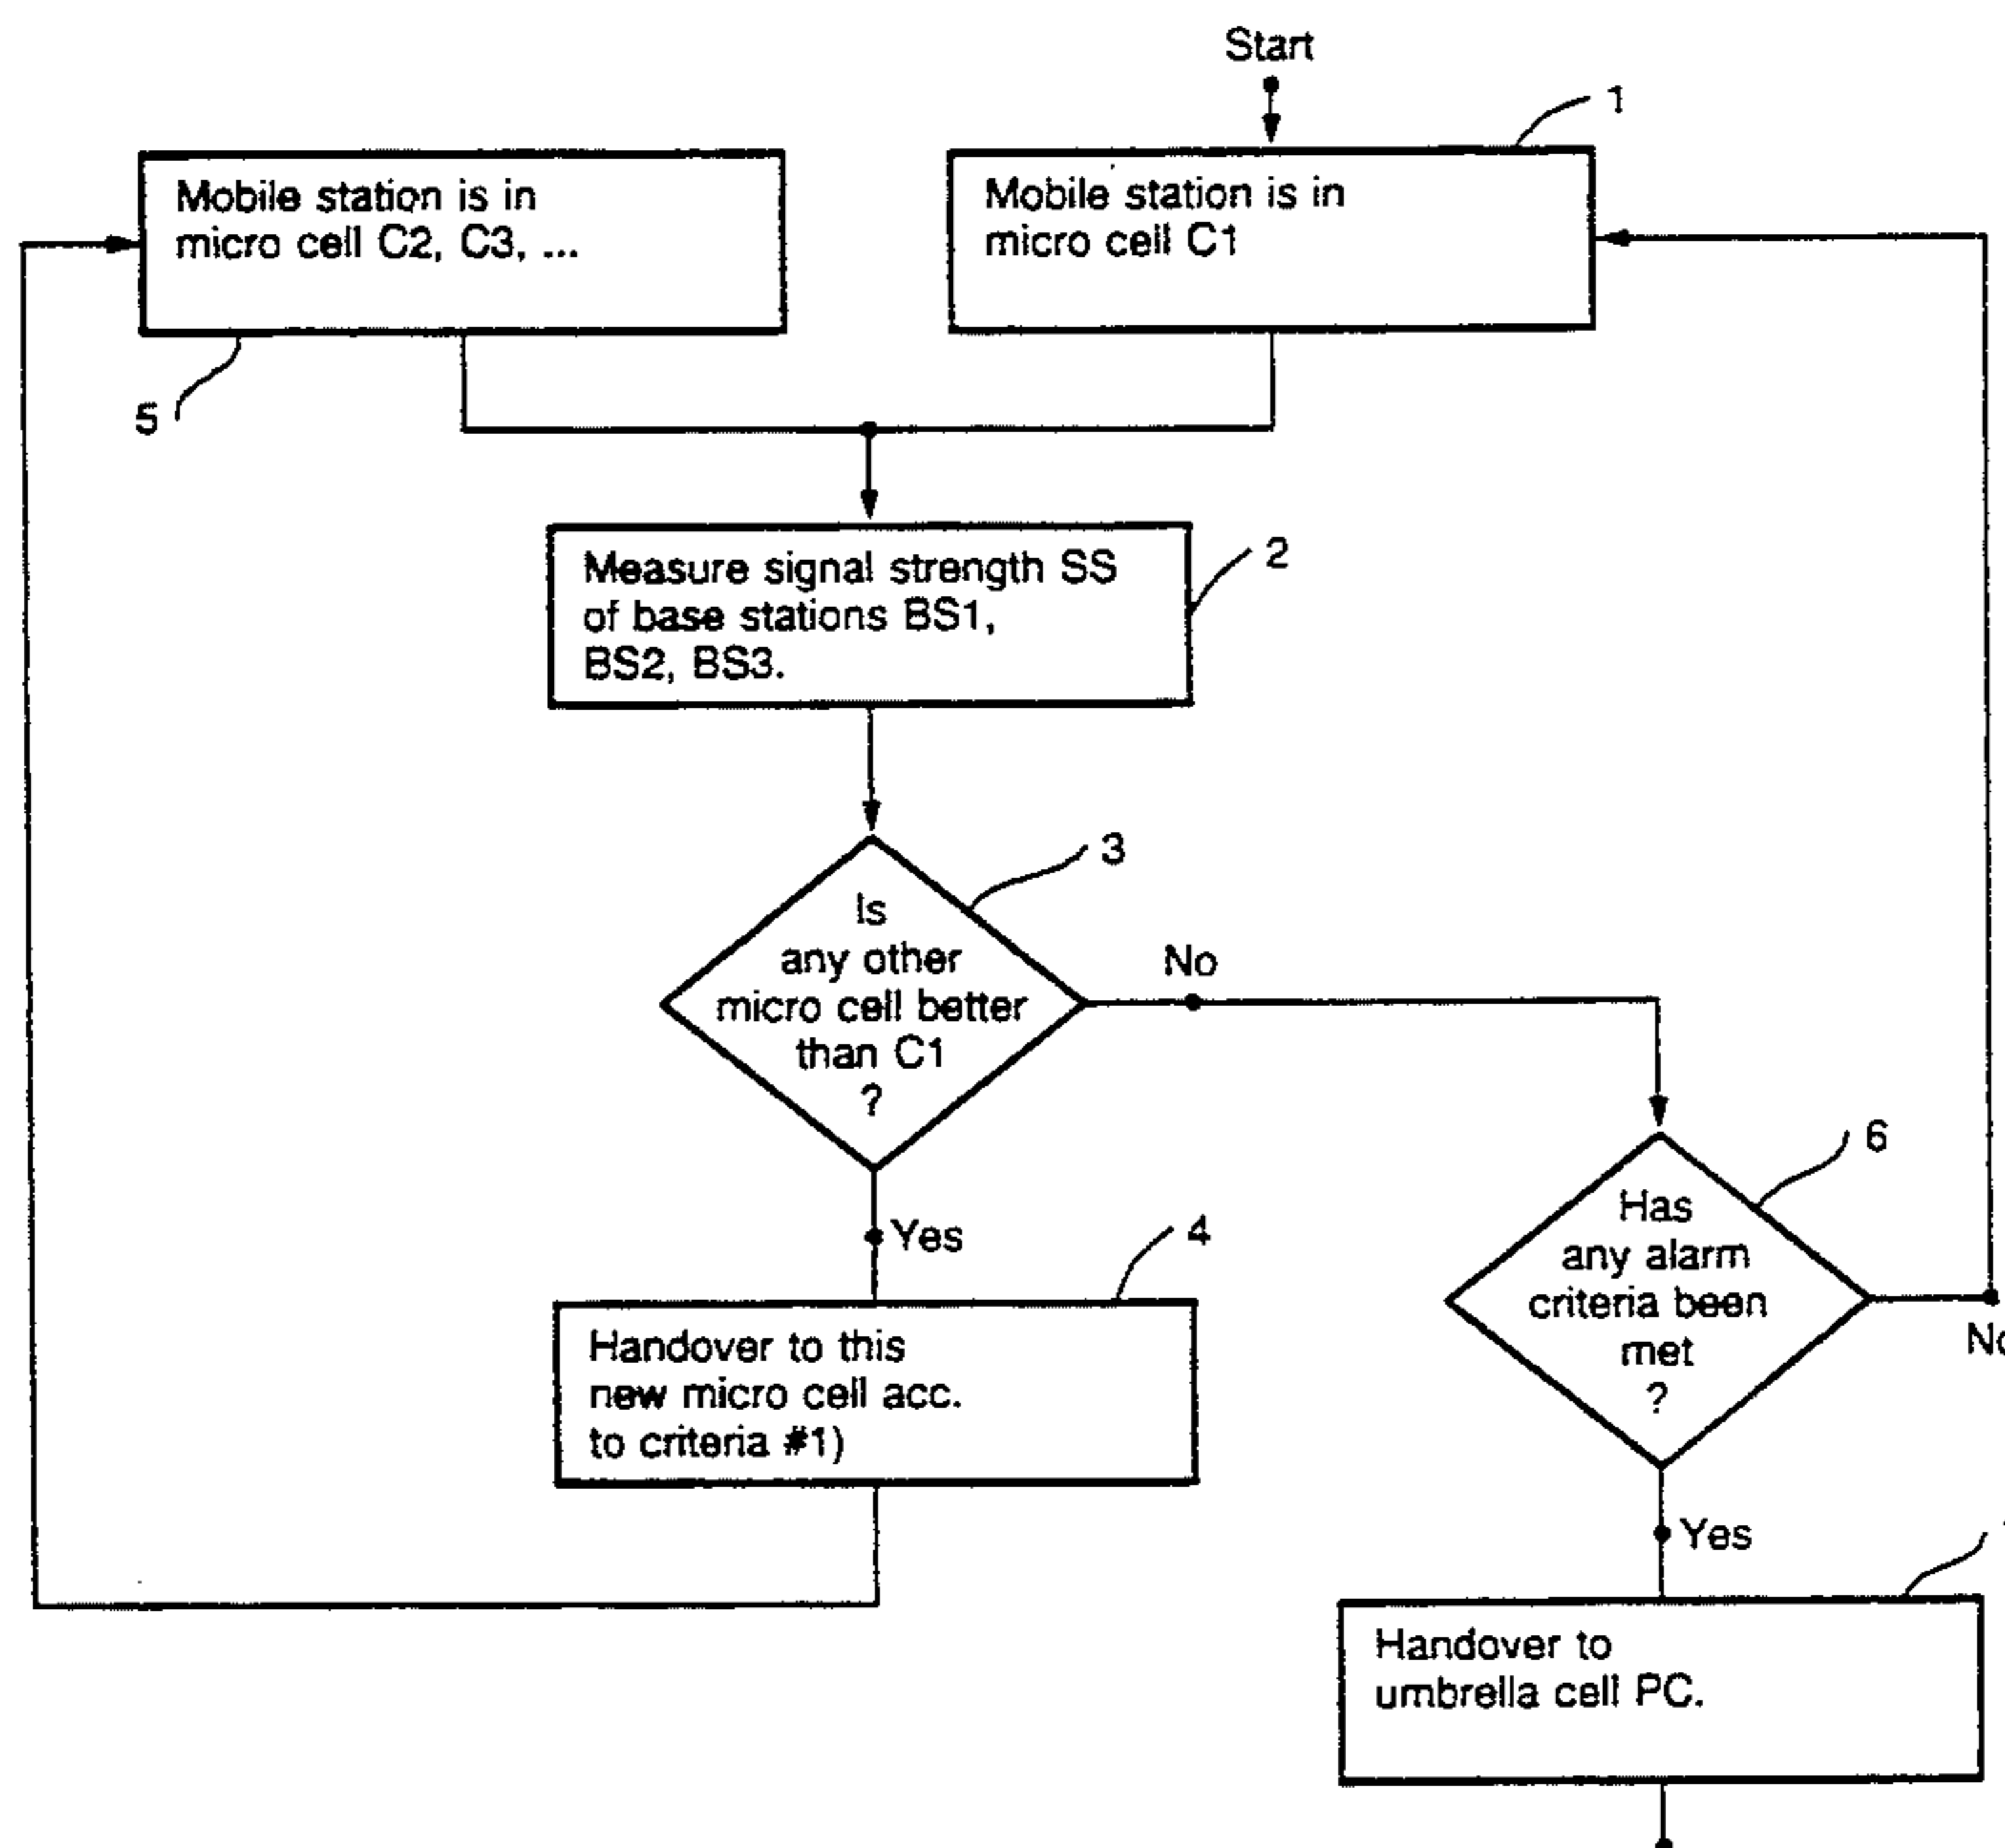 Start
1
Mobile station is in
micro cell C2, C3, ...
Mobile station is in
micro cell C1
5
Measure signal strength SS
of base stations BS1,
BS2, BS3.
2
3
Is
any other
micro cell better
than C1
?
No
6
Has
any alarm
criteria been
met
?
Yes
4
Handover to this
new micro cell acc.
to criteria #1)
No
Yes
Handover to
umbrella cell PC.